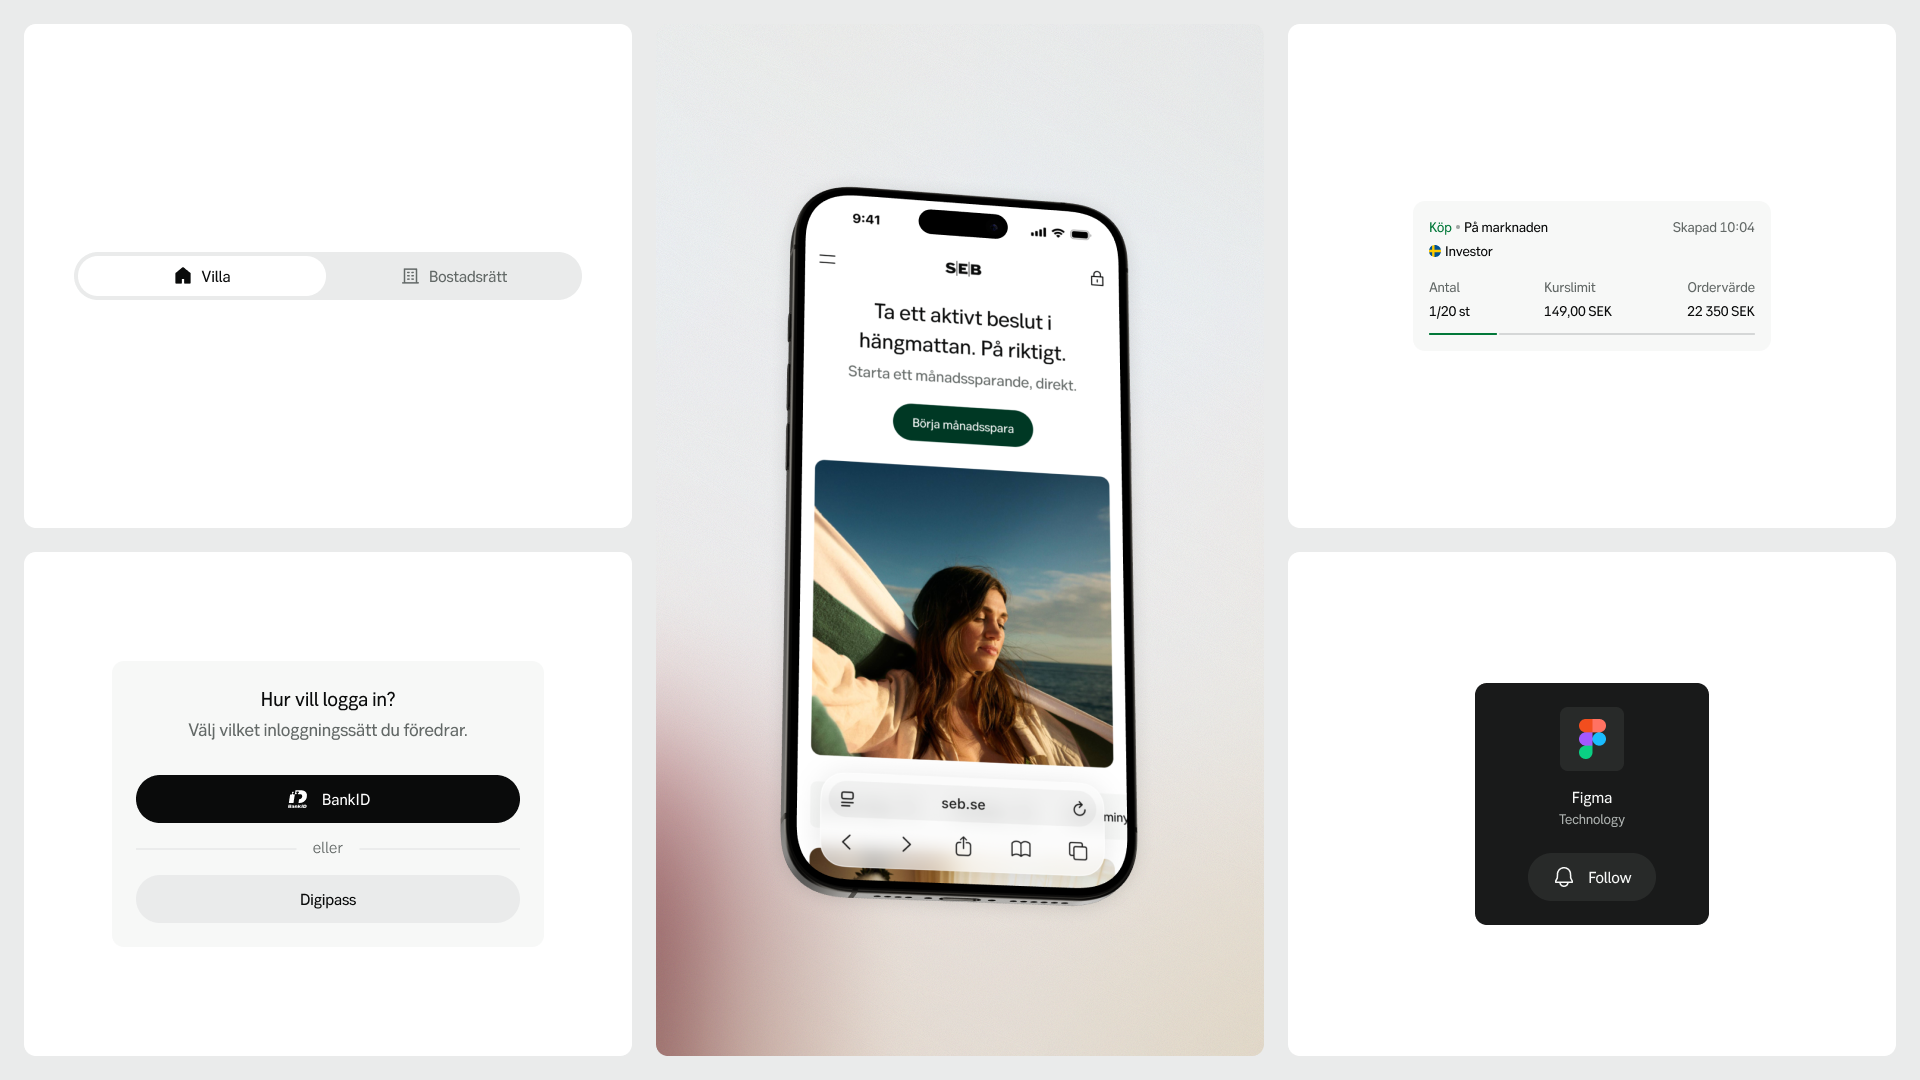 Villa
Bostadsrätt
Hur vill logga in?
Välj vilket inloggningssätt du föredrar.
BankID
BankID
eller
Digipass
9:41
S|E|B
Ta ett aktivt beslut i
hängmattan. På riktigt.
Starta ett månadssparande, direkt.
Börja månadsspara
seb.se
Köp • På marknaden
Skapad 10:04
Investor
Antal
Kurslimit
Ordervärde
1/20 st
149,00 SEK
22 350 SEK
Figma
Technology
Follow